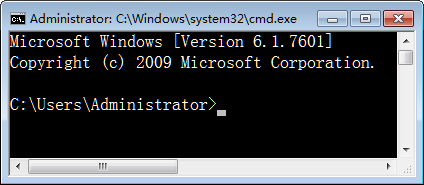 Administrator: C:\Windows\system32\cmd.exe
Microsoft Windows [Version 6.1.7601]
Copyright (c) 2009 Microsoft Corporation.
C:\Users\Administrator>